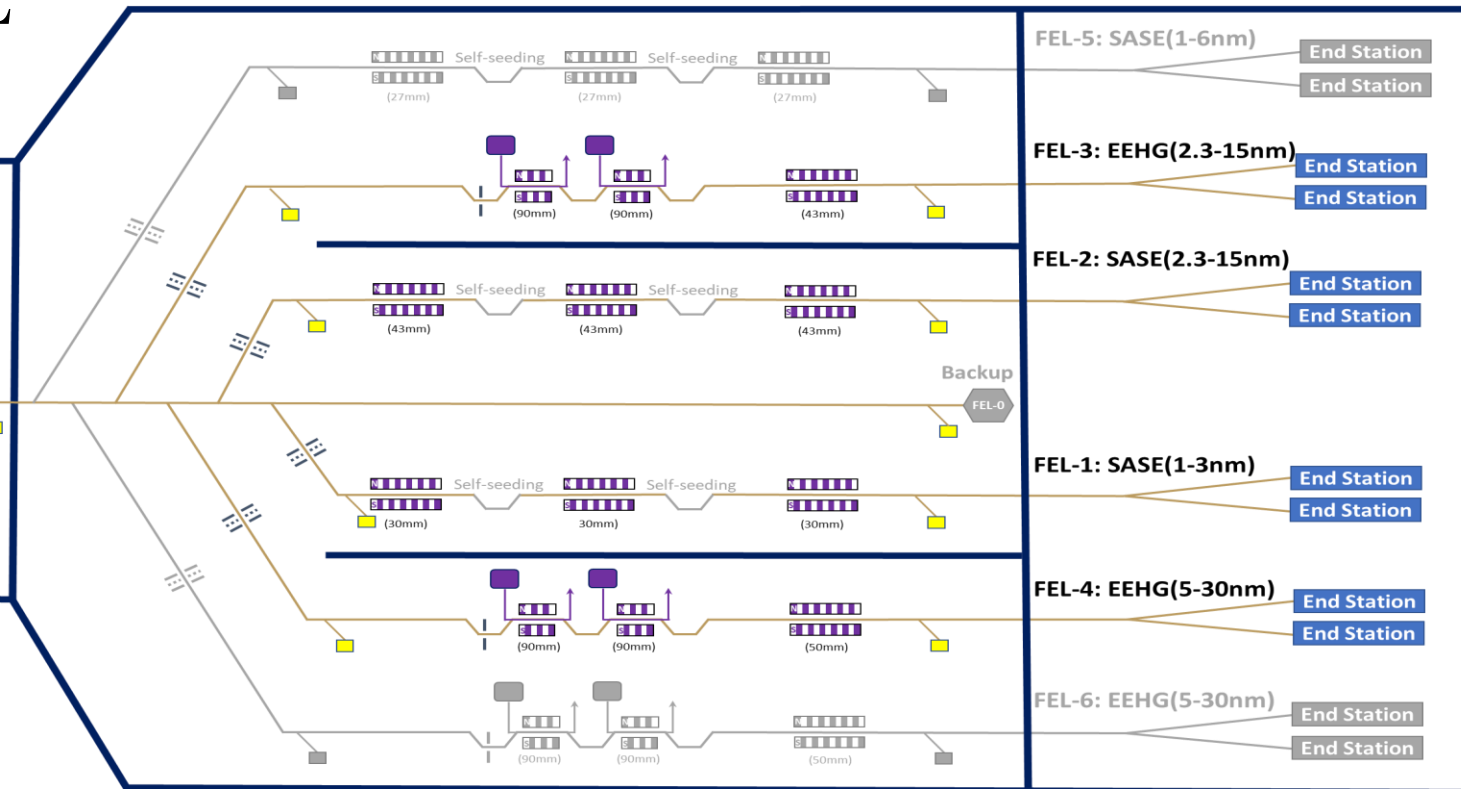 FEL-5: SASE(1-6nm)
N Self-seeding N Self-seeding N
S S S
(27mm) (27mm) (27mm)
End Station
End Station
FEL-3: EEHG(2.3-15nm)
N N N
S S S
(90mm) (90mm) (43mm)
End Station
End Station
FEL-2: SASE(2.3-15nm)
N Self-seeding N Self-seeding N
S S S
(43mm) (43mm) (43mm)
End Station
End Station
Backup
FEL-0
FEL-1: SASE(1-3nm)
N Self-seeding N Self-seeding N
S S S
(30mm) 30mm) (30mm)
End Station
End Station
FEL-4: EEHG(5-30nm)
N N N
S S S
(90mm) (90mm) (50mm)
End Station
End Station
FEL-6: EEHG(5-30nm)
N N N
S S S
(90mm) (90mm) (50mm)
End Station
End Station